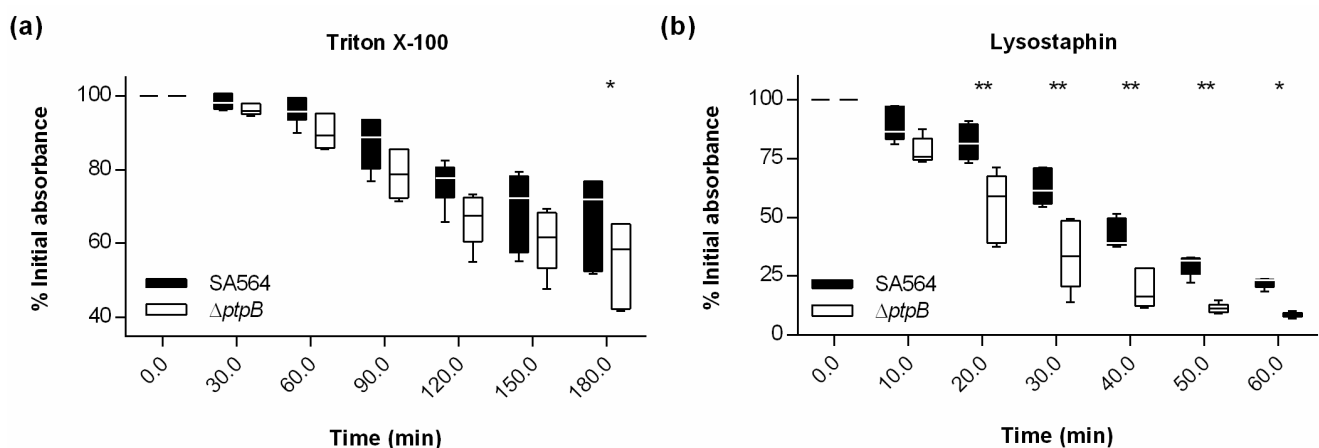 (a)
Triton X-100
*
% Initial absorbance
100
80
60
40
SA564
ΔptpB
0.0
30.0
60.0
90.0
120.0
150.0
180.0
Time (min)
(b)
Lysostaphin
** ** ** ** *
% Initial absorbance
100
75
50
25
0
SA564
ΔptpB
0.0
10.0
20.0
30.0
40.0
50.0
60.0
Time (min)